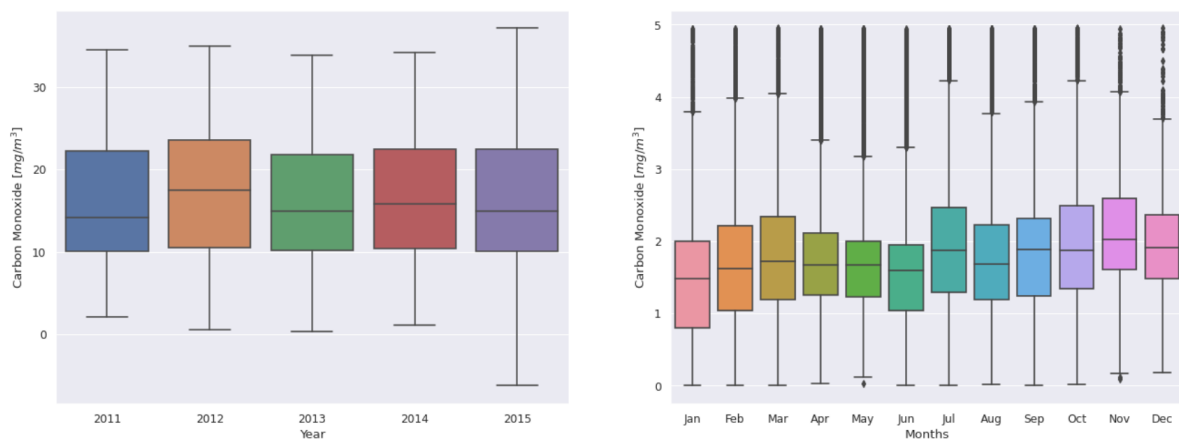 Carbon Monoxide [mg/m³]
30
20
10
0
2011 2012 2013 2014 2015
Year
Carbon Monoxide [mg/m³]
5
4
3
2
1
0
Jan Feb Mar Apr May Jun Jul Aug Sep Oct Nov Dec
Months